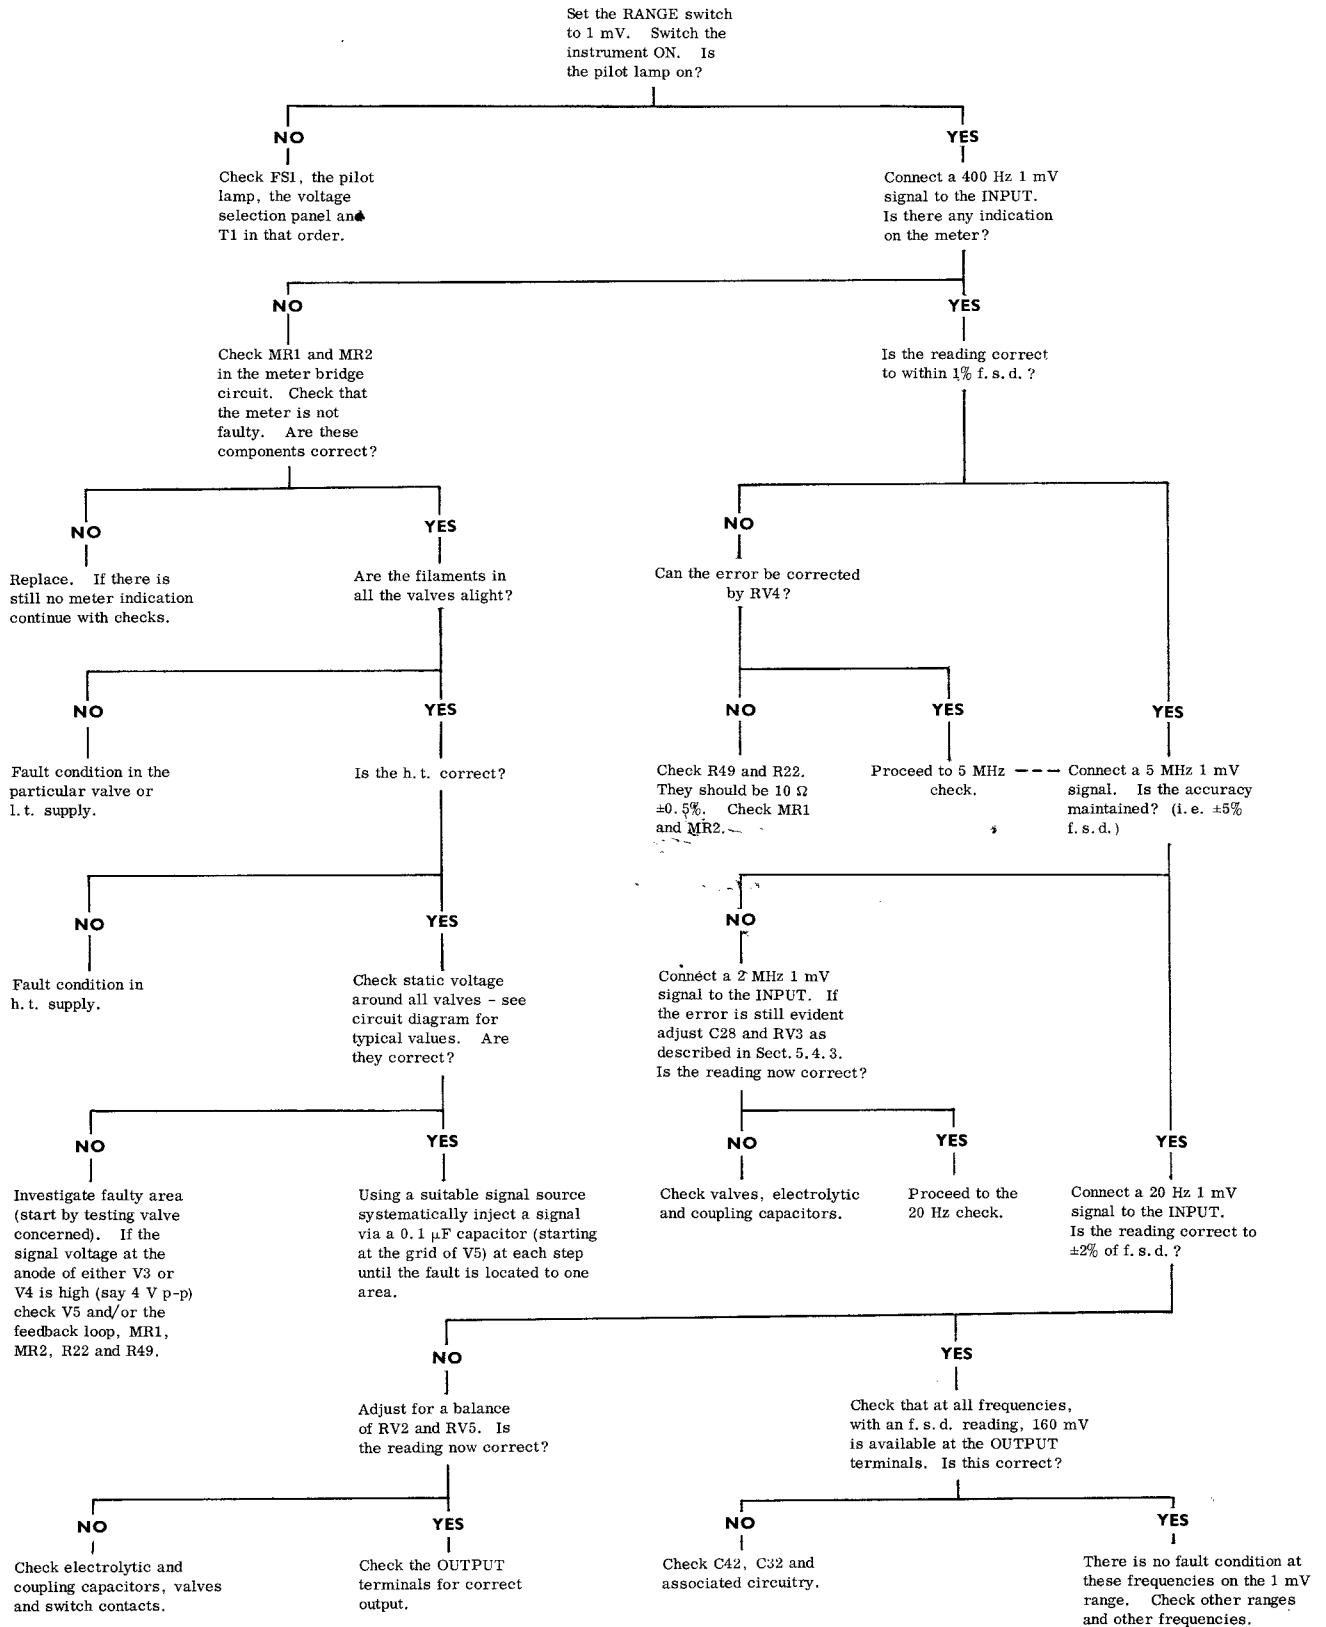 Set the RANGE switch
to 1 mV. Switch the
instrument ON. Is
the pilot lamp on?
NO
YES
Check FS1, the pilot
lamp, the voltage
selection panel and
T1 in that order.
Connect a 400 Hz 1 mV
signal to the INPUT.
Is there any indication
on the meter?
NO
YES
Check MR1 and MR2
in the meter bridge
circuit. Check that
the meter is not
faulty. Are these
components correct?
Is the reading correct
to within 1% f.s.d.?
NO
YES
NO
Replace. If there is
still no meter indication
continue with checks.
Are the filaments in
all the valves alight?
Can the error be corrected
by RV4?
NO
YES
NO
YES
YES
Fault condition in the
particular valve or
l.t. supply.
Is the h.t. correct?
Check R49 and R22.
They should be 10 Ω
±0.5%. Check MR1
and MR2.
Proceed to 5 MHz
check.
Connect a 5 MHz 1 mV
signal. Is the accuracy
maintained? (i.e. ±5%
f.s.d.)
NO
YES
NO
Fault condition in
h.t. supply.
Check static voltage
around all valves - see
circuit diagram for
typical values. Are
they correct?
Connect a 2 MHz 1 mV
signal to the INPUT. If
the error is still evident
adjust C28 and RV3 as
described in Sect. 5.4.3.
Is the reading now correct?
NO
YES
NO
YES
YES
Investigate faulty area
(start by testing valve
concerned). If the
signal voltage at the
anode of either V3 or
V4 is high (say 4 V p-p)
check V5 and/or the
feedback loop, MR1,
MR2, R22 and R49.
Using a suitable signal source
systematically inject a signal
via a 0.1 μF capacitor (starting
at the grid of V5) at each step
until the fault is located to one
area.
Check valves, electrolytic
and coupling capacitors.
Proceed to the
20 Hz check.
Connect a 20 Hz 1 mV
signal to the INPUT.
Is the reading correct to
±2% of f.s.d.?
NO
YES
Adjust for a balance
of RV2 and RV5. Is
the reading now correct?
Check that at all frequencies,
with an f.s.d. reading, 160 mV
is available at the OUTPUT
terminals. Is this correct?
NO
YES
NO
YES
Check electrolytic and
coupling capacitors, valves
and switch contacts.
Check the OUTPUT
terminals for correct
output.
Check C42, C32 and
associated circuitry.
There is no fault condition at
these frequencies on the 1 mV
range. Check other ranges
and other frequencies.